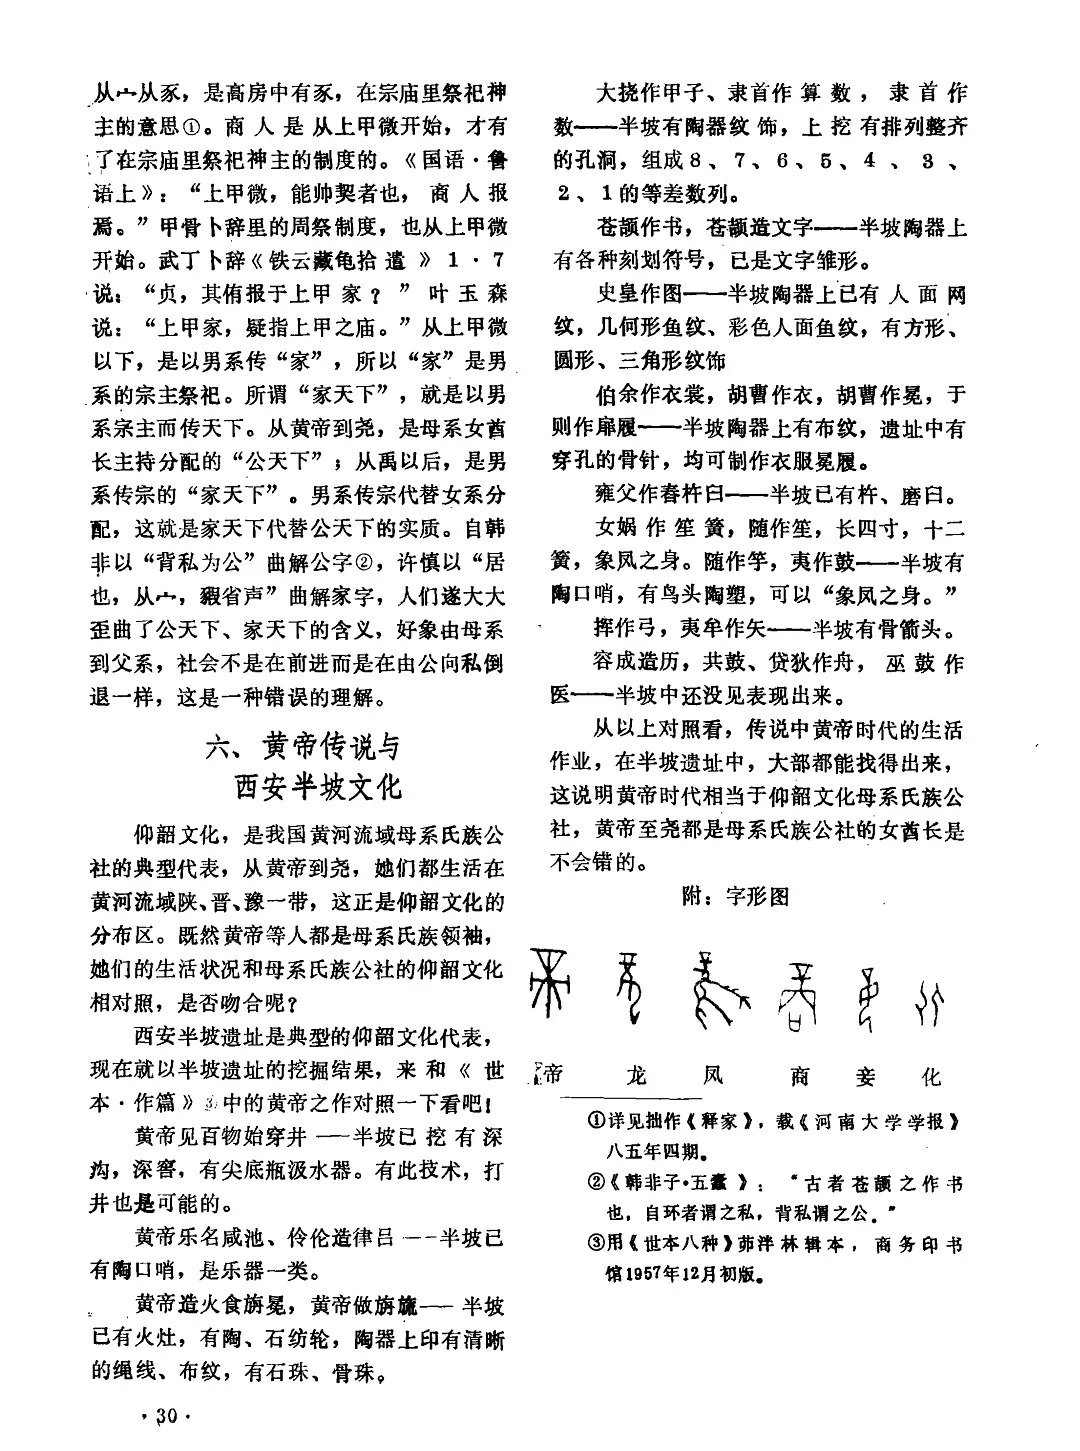 从宀从豕，是高房中有豕，在宗庙里祭祀神
主的意思①。商人是从上甲微开始，才有
了在宗庙里祭祀神主的制度的。《国语·鲁
语上》：“上甲微，能帅契者也，商人报
焉。”甲骨卜辞里的周祭制度，也从上甲微
开始。武丁卜辞《铁云藏龟拾遗》1·7
说：“贞，其侑报于上甲家？”叶玉森
说：“上甲家，疑指上甲之庙。”从上甲微
以下，是以男系传“家”，所以“家”是男
系的宗主祭祀。所谓“家天下”，就是以男
系宗主而传天下。从黄帝到尧，是母系女酋
长主持分配的“公天下”；从禹以后，是男
系传宗的“家天下”。男系传宗代替女系分
配，这就是家天下代替公天下的实质。自韩
非以“背私为公”曲解公字②，许慎以“居
也，从宀，豭省声”曲解家字，人们遂大大
歪曲了公天下、家天下的含义，好象由母系
到父系，社会不是在前进而是在由公向私倒
退一样，这是一种错误的理解。
六、黄帝传说与
西安半坡文化
仰韶文化，是我国黄河流域母系氏族公
社的典型代表，从黄帝到尧，她们都生活在
黄河流域陕、晋、豫一带，这正是仰韶文化的
分布区。既然黄帝等人都是母系氏族领袖，
她们的生活状况和母系氏族公社的仰韶文化
相对照，是否吻合呢？
西安半坡遗址是典型的仰韶文化代表，
现在就以半坡遗址的挖掘结果，来和《世
本·作篇》③中的黄帝之作对照一下看吧！
黄帝见百物始穿井——半坡已挖有深
沟，深窖，有尖底瓶汲水器。有此技术，打
井也是可能的。
黄帝乐名咸池、伶伦造律吕——半坡已
有陶口哨，是乐器一类。
黄帝造火食旃冕，黄帝做旃旒——半坡
已有火灶，有陶、石纺轮，陶器上印有清晰
的绳线、布纹，有石珠、骨珠。
·30·
大挠作甲子、隶首作算数，隶首作
数——半坡有陶器纹饰，上挖有排列整齐
的孔洞，组成8、7、6、5、4、3、
2、1的等差数列。
苍颉作书，苍颉造文字——半坡陶器上
有各种刻划符号，已是文字雏形。
史皇作图——半坡陶器上已有人面网
纹，几何形鱼纹、彩色人面鱼纹，有方形、
圆形、三角形纹饰
伯余作衣裳，胡曹作衣，胡曹作冕，于
则作扉履——半坡陶器上有布纹，遗址中有
穿孔的骨针，均可制作衣服冕履。
雍父作舂杵臼——半坡已有杵、磨臼。
女娲作笙簧，随作笙，长四寸，十二
簧，象凤之身。随作竽，夷作鼓——半坡有
陶口哨，有鸟头陶塑，可以“象凤之身。”
挥作弓，夷牟作矢——半坡有骨箭头。
容成造历，共鼓、贷狄作舟，巫鼓作
医——半坡中还没见表现出来。
从以上对照看，传说中黄帝时代的生活
作业，在半坡遗址中，大部都能找得出来，
这说明黄帝时代相当于仰韶文化母系氏族公
社，黄帝至尧都是母系氏族公社的女酋长是
不会错的。
附：字形图
帝 龙 凤 商 妾 化
①详见拙作《释家》，载《河南大学学报》
八五年四期。
②《韩非子·五蠹》：“古者苍颉之作书
也，自环者谓之私，背私谓之公。”
③用《世本八种》茆泮林辑本，商务印书
馆1957年12月初版。